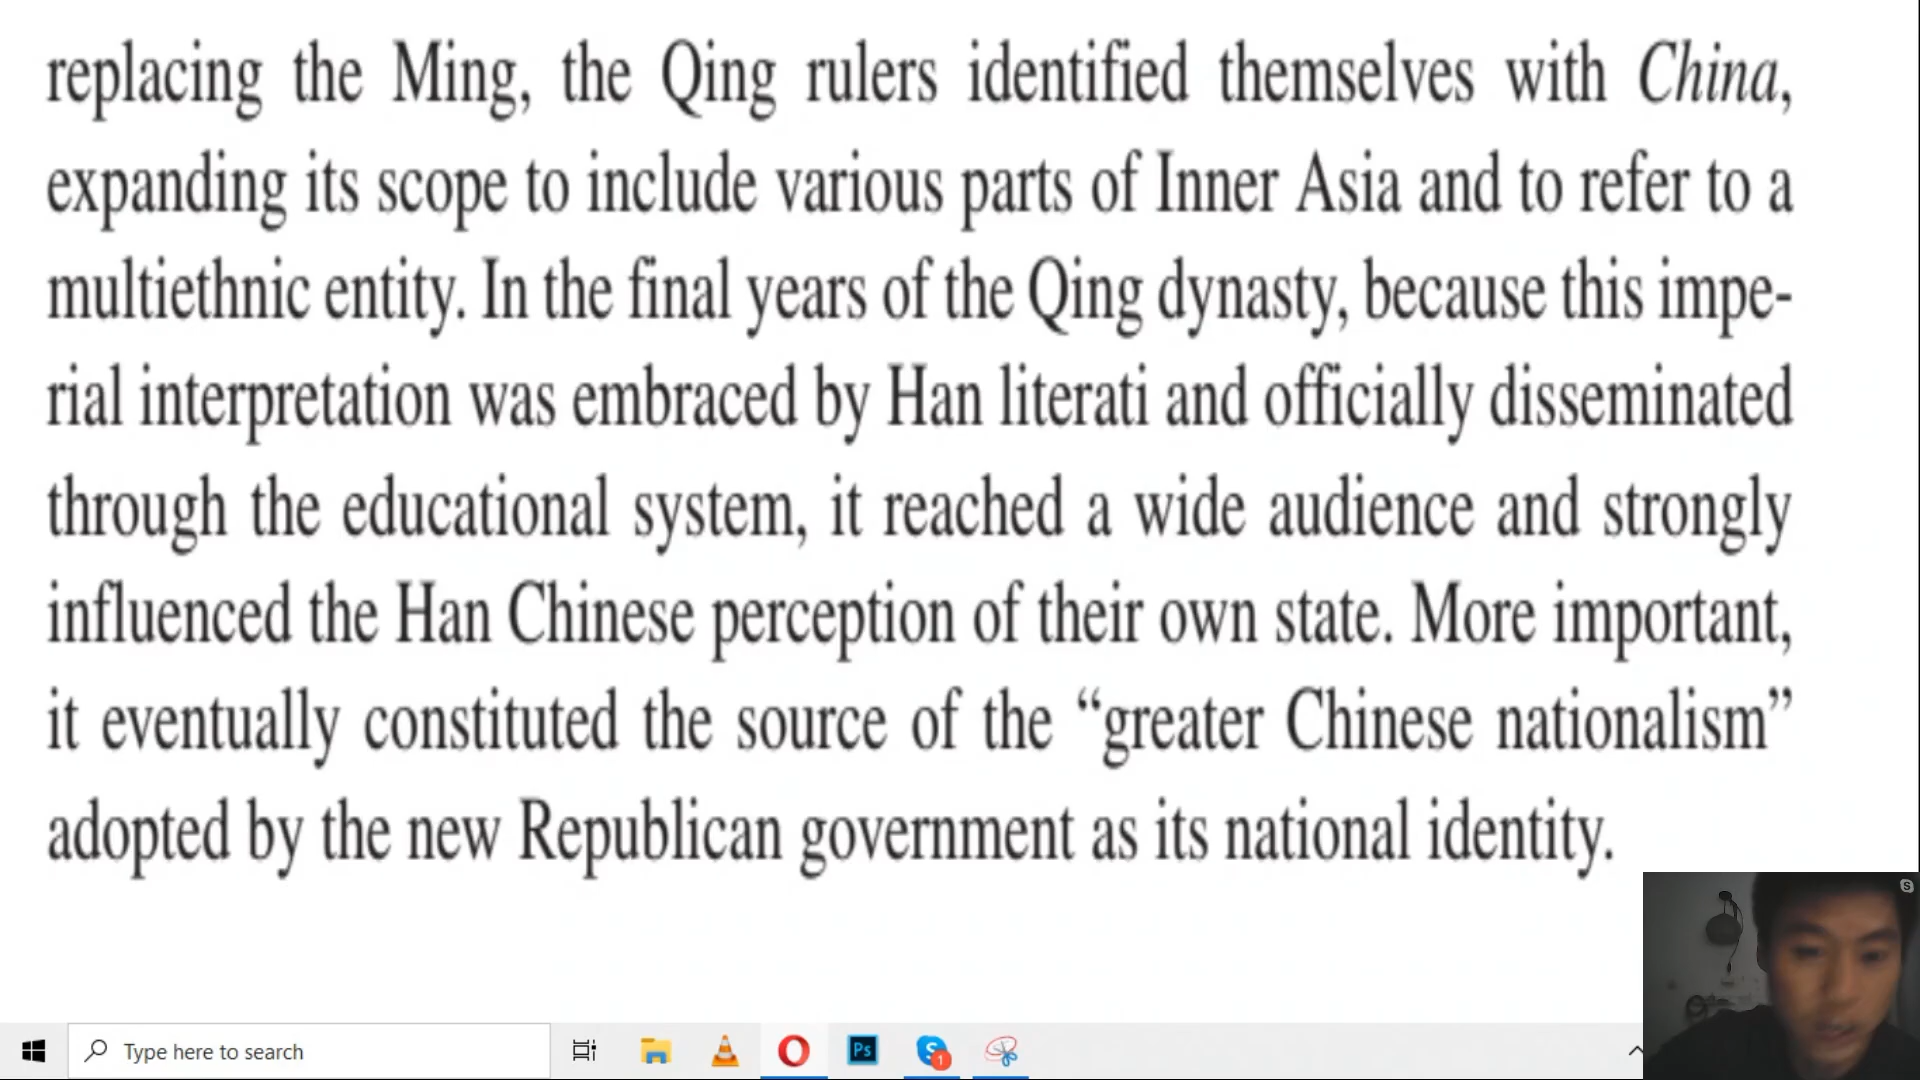 replacing the Ming, the Qing rulers identified themselves with China,
expanding its scope to include various parts of Inner Asia and to refer to a
multiethnic entity. In the final years of the Qing dynasty, because this impe-
rial interpretation was embraced by Han literati and officially disseminated
through the educational system, it reached a wide audience and strongly
influenced the Han Chinese perception of their own state. More important,
it eventually constituted the source of the “greater Chinese nationalism”
adopted by the new Republican government as its national identity.
S
Type here to search
Ps
S 1